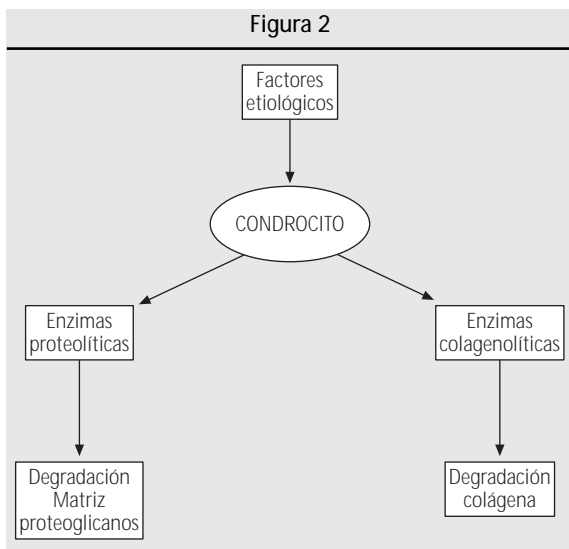 Figura 2
Factores
etiológicos
CONDROCITO
Enzimas
proteolíticas
Enzimas
colagenolíticas
Degradación
Matriz
proteoglicanos
Degradación
colágena